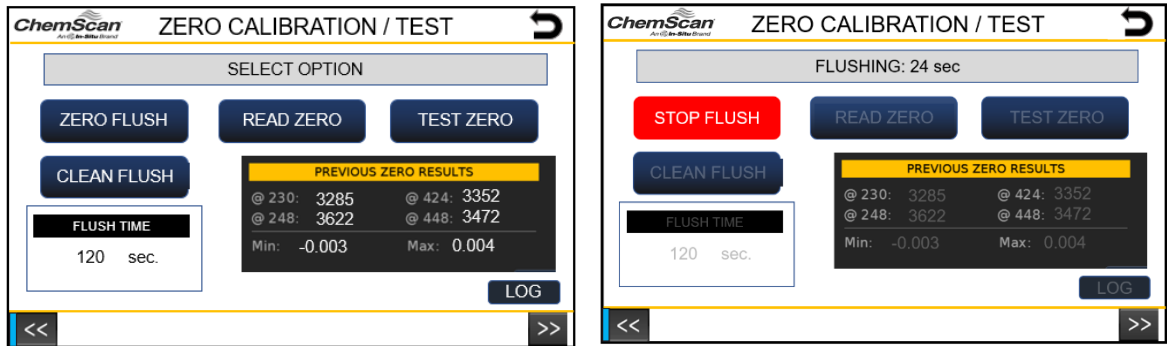 ChemScan ZERO CALIBRATION / TEST
An In-Situ Brand
SELECT OPTION
ZERO FLUSH READ ZERO TEST ZERO
CLEAN FLUSH
PREVIOUS ZERO RESULTS
@ 230: 3285 @ 424: 3352
@ 248: 3622 @ 448: 3472
Min: -0.003 Max: 0.004
FLUSH TIME
120 sec.
LOG
<< >>
ChemScan ZERO CALIBRATION / TEST
An In-Situ Brand
FLUSHING: 24 sec
STOP FLUSH READ ZERO TEST ZERO
CLEAN FLUSH
PREVIOUS ZERO RESULTS
@ 230: 3285 @ 424: 3352
@ 248: 3622 @ 448: 3472
Min: -0.003 Max: 0.004
FLUSH TIME
120 sec.
LOG
<< >>